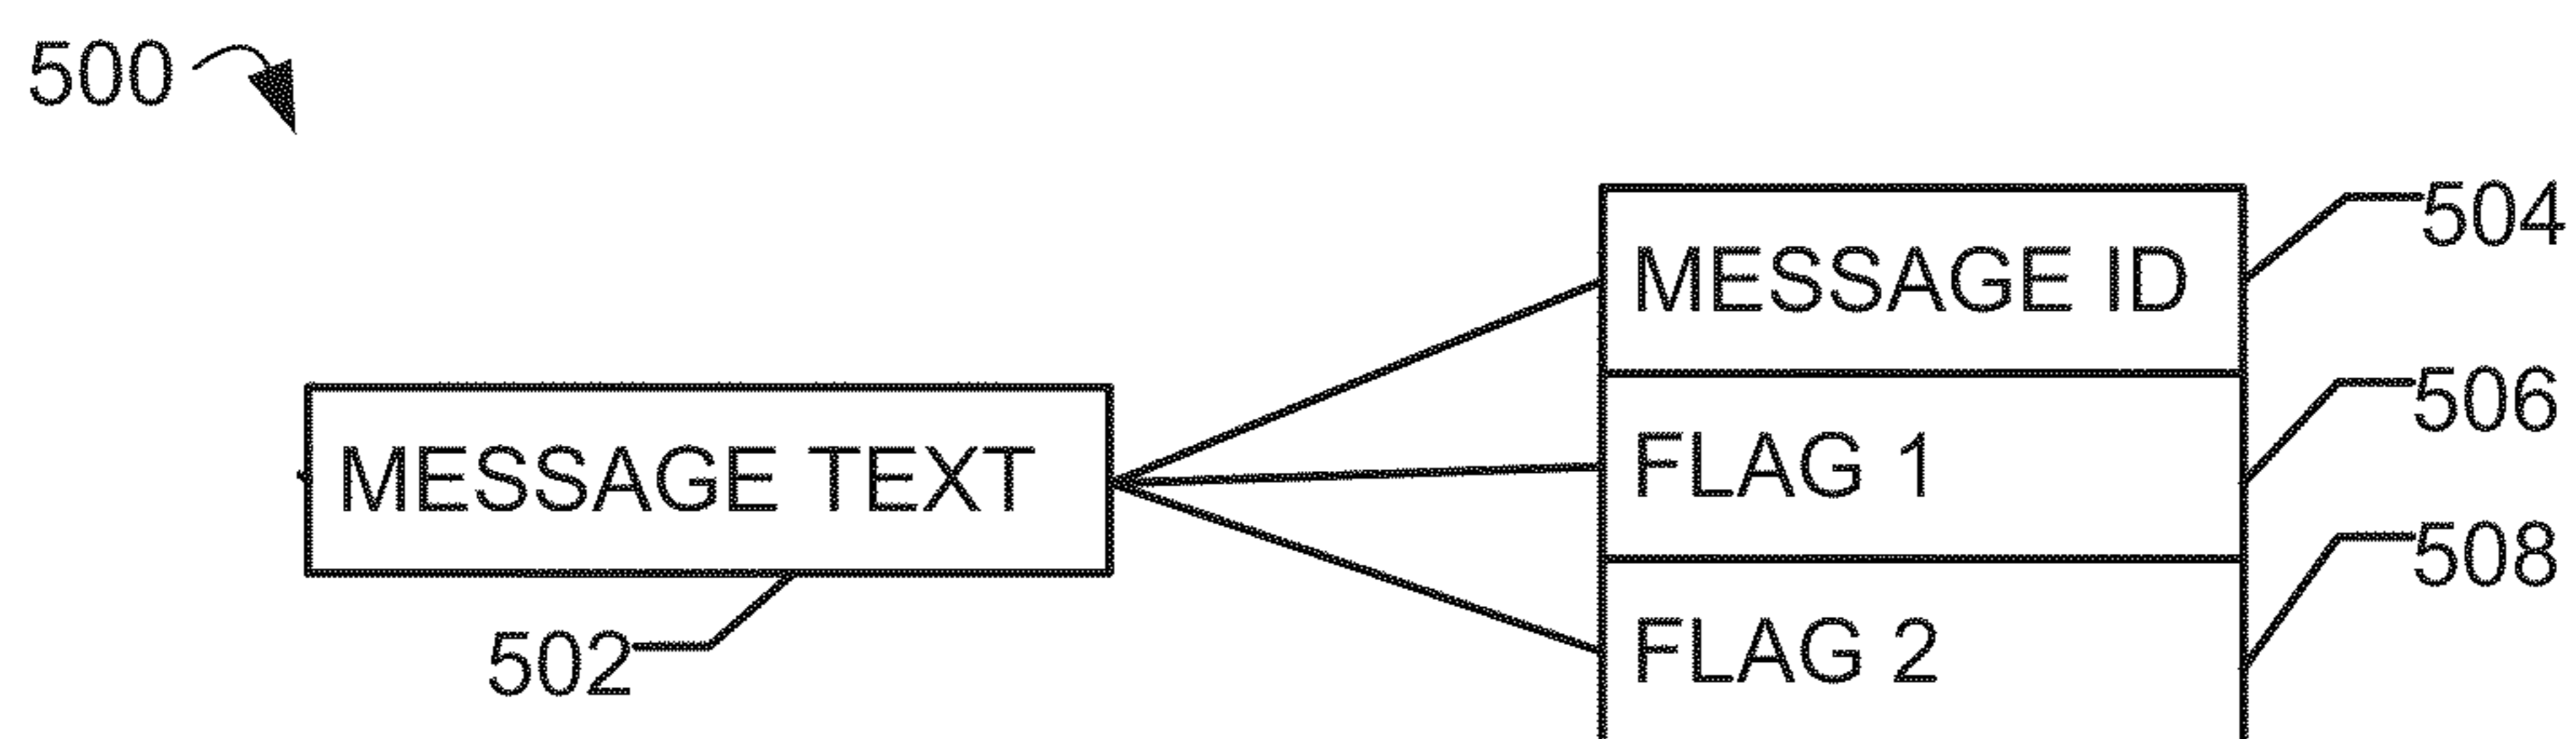 500
504
MESSAGE ID
506
FLAG 1
MESSAGE TEXT
508
FLAG 2
502